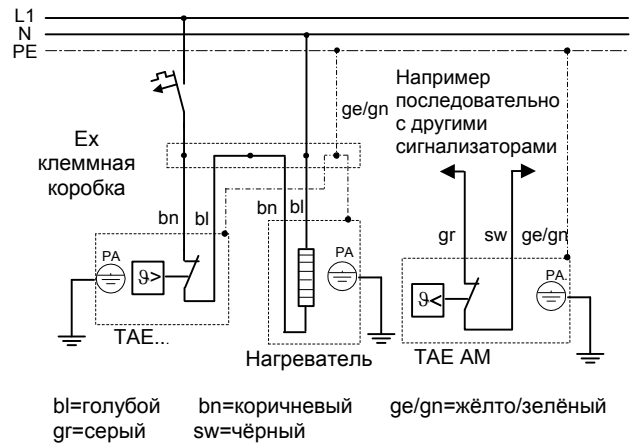 L1
N
PE
Ex
клеммная
коробка
ge/gn
Например
последовательно
с другими
сигнализаторами
bn
bl
bn
bl
gr
sw
ge/gn
PA
ϑ>
PA
ϑ<
PA.
TAE...
Нагреватель
TAE AM
bl=голубой bn=коричневый ge/gn=жёлто/зелёный
gr=серый sw=чёрный